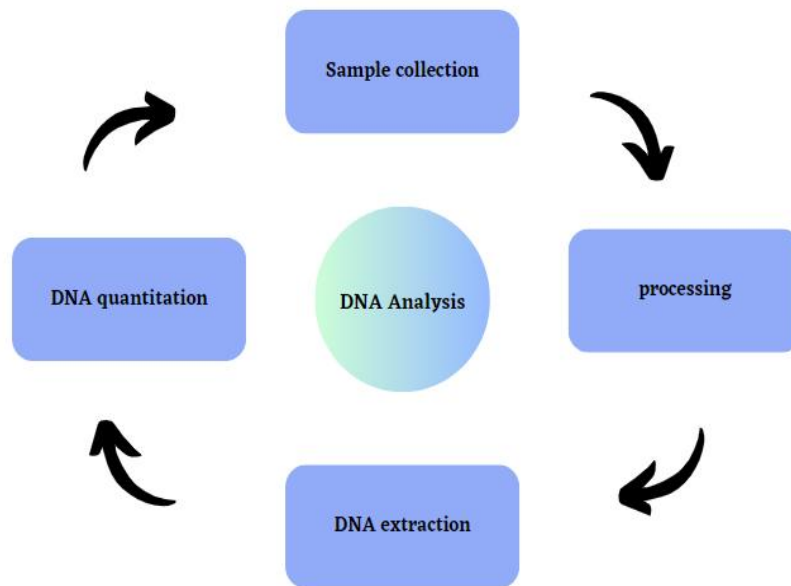 Sample collection
processing
DNA Analysis
DNA quantitation
DNA extraction